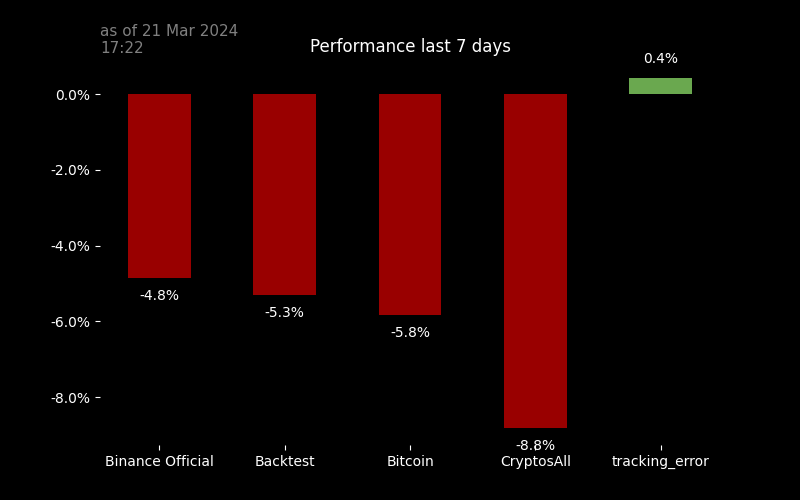 as of 21 Mar 2024
17:22
Performance last 7 days
0.4%
0.0%
-2.0%
-4.0%
-6.0%
-8.0%
-4.8%
-5.3%
-5.8%
-8.8%
Binance Official
Backtest
Bitcoin
CryptosAll
tracking_error